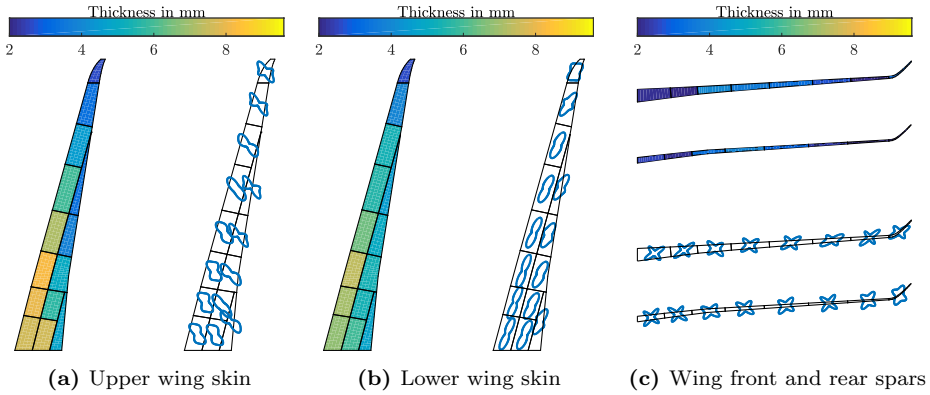 Thickness in mm
2 4 6 8
(a) Upper wing skin
Thickness in mm
2 4 6 8
(b) Lower wing skin
Thickness in mm
2 4 6 8
(c) Wing front and rear spars